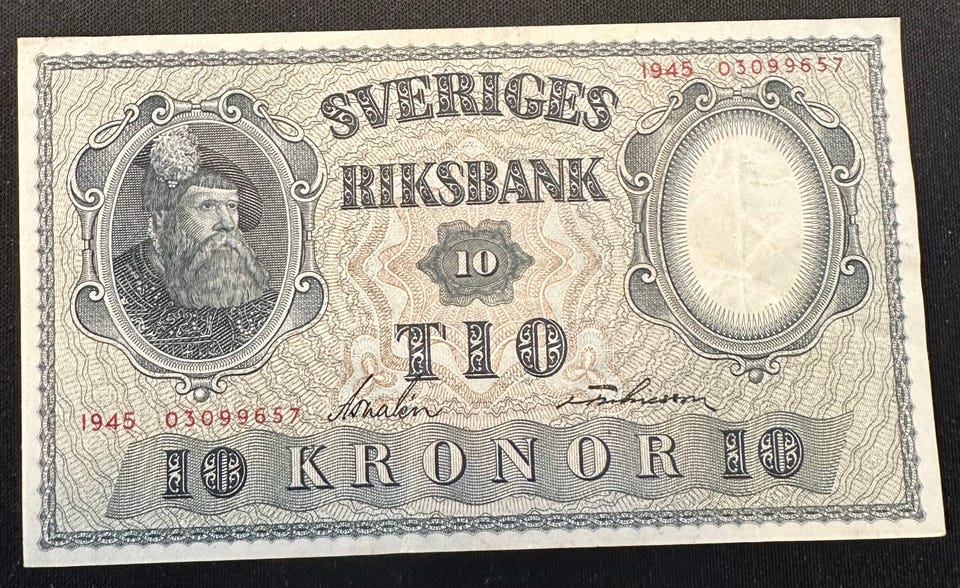 1945 03099657
SVERIGES
RIKSBANK
10
TIO
1945 03099657
10 KRONOR 10